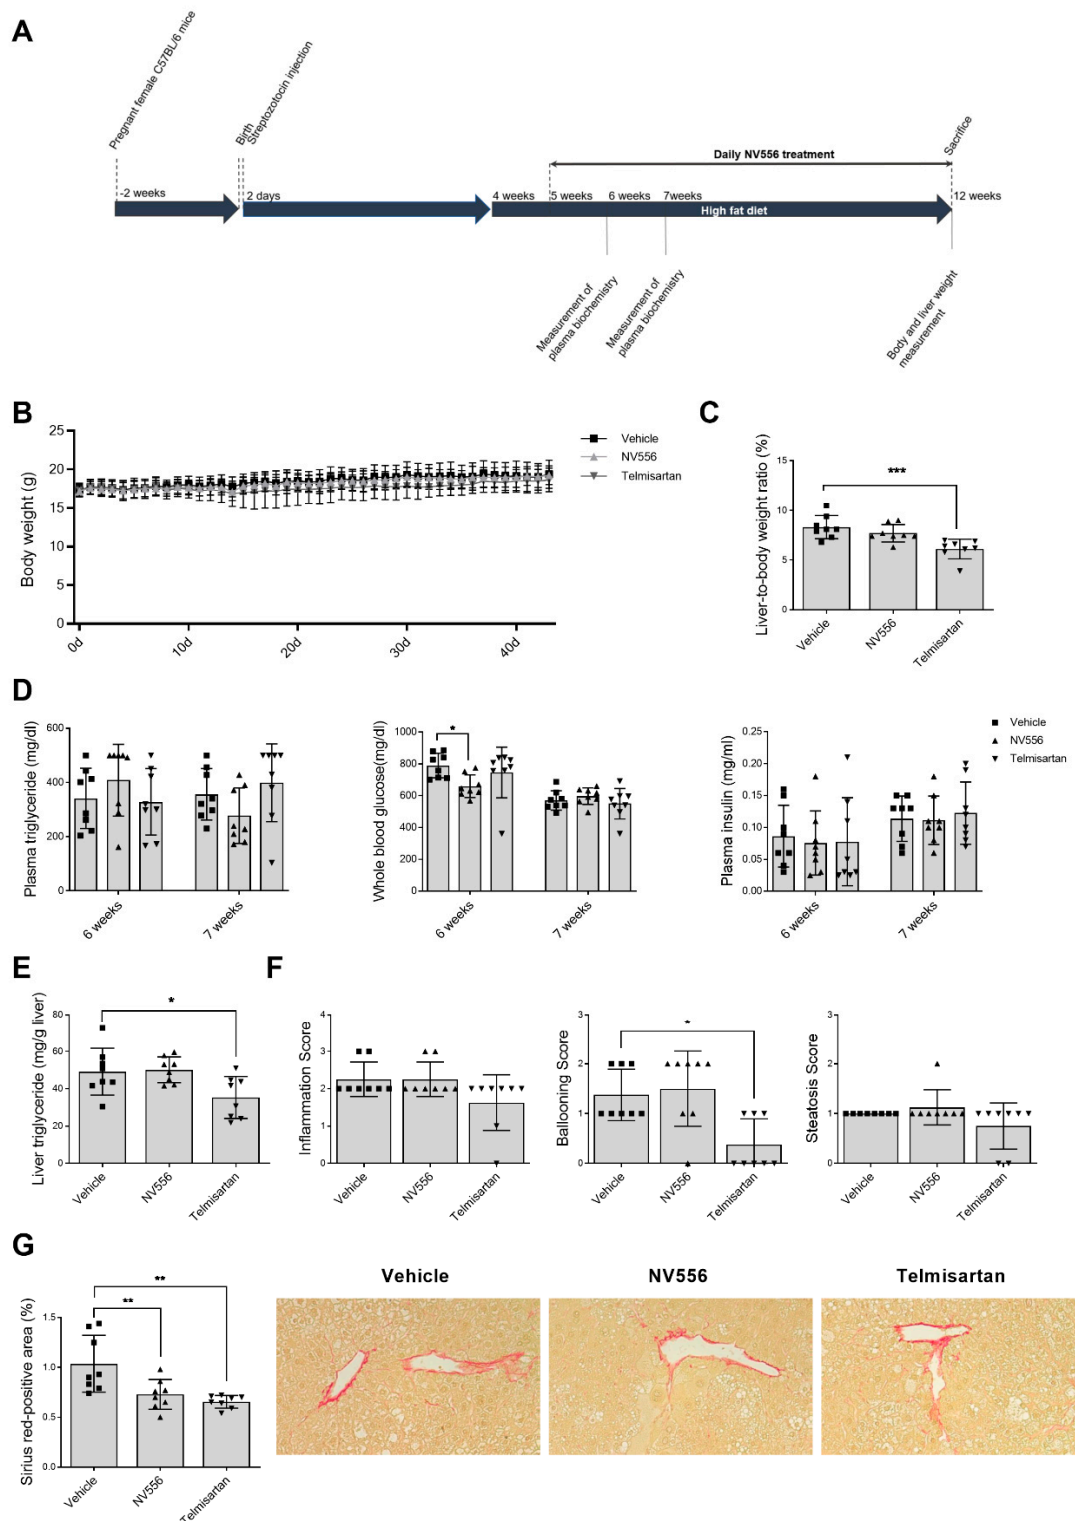 A
Pregnant female C57BL/6 mice
Birth
Streptozotocin injection
Sacrifice
Daily NV556 treatment
-2 weeks
2 days
4 weeks
5 weeks
6 weeks
7weeks
12 weeks
High fat diet
Measurement of
plasma biochemistry
Measurement of
plasma biochemistry
Body and liver weight
measurement
B
Body weight (g)
25
20
15
10
5
0
0d
10d
20d
30d
40d
Vehicle
NV556
Telmisartan
C
Liver-to-body weight ratio (%)
15
10
5
0
***
Vehicle
NV556
Telmisartan
D
Plasma triglyceride (mg/dl)
600
400
200
0
6 weeks
7 weeks
Whole blood glucose(mg/dl)
1000
800
600
400
200
0
*
6 weeks
7 weeks
Plasma insulin (mg/ml)
0.25
0.20
0.15
0.10
0.05
0.00
6 weeks
7 weeks
Vehicle
NV556
Telmisartan
E
Liver triglyceride (mg/g liver)
80
60
40
20
0
*
Vehicle
NV556
Telmisartan
F
Inflammation Score
4
3
2
1
0
Vehicle
NV556
Telmisartan
Ballooning Score
3
2
1
0
*
Vehicle
NV556
Telmisartan
Steatosis Score
3
2
1
0
Vehicle
NV556
Telmisartan
G
Sirius red-positive area (%)
1.5
1.0
0.5
0.0
**
**
Vehicle
NV556
Telmisartan
Vehicle
NV556
Telmisartan